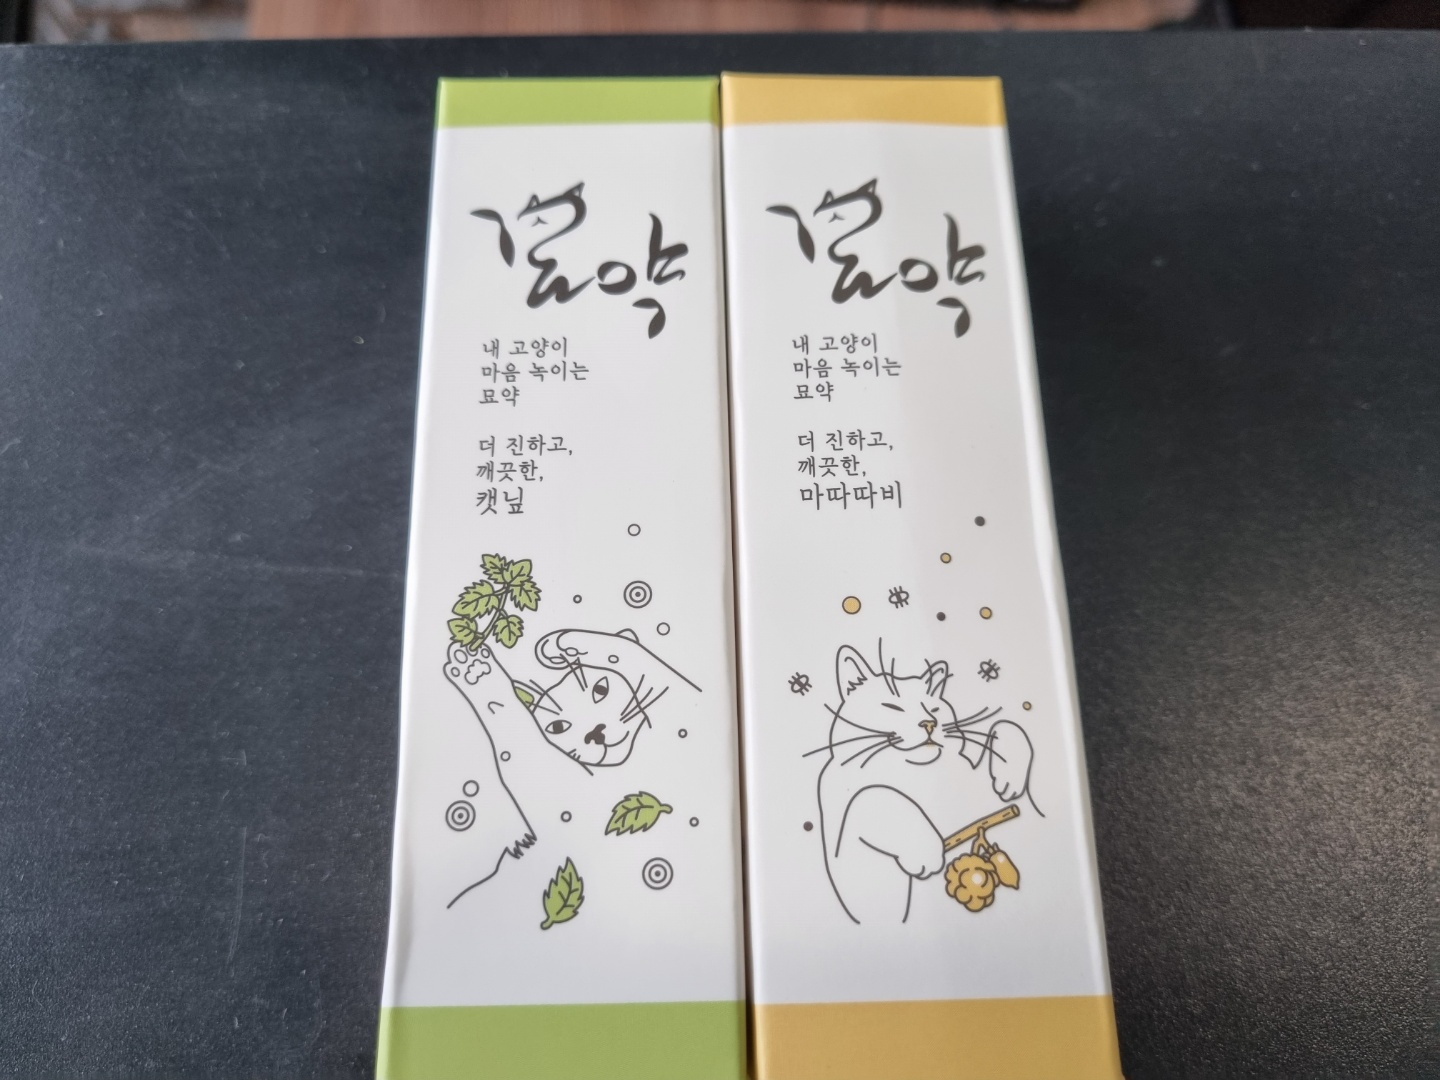 묘약
내 고양이
마음 녹이는
묘약
더 진하고,
깨끗한,
캣닢
묘약
내 고양이
마음 녹이는
묘약
더 진하고,
깨끗한,
마따따비